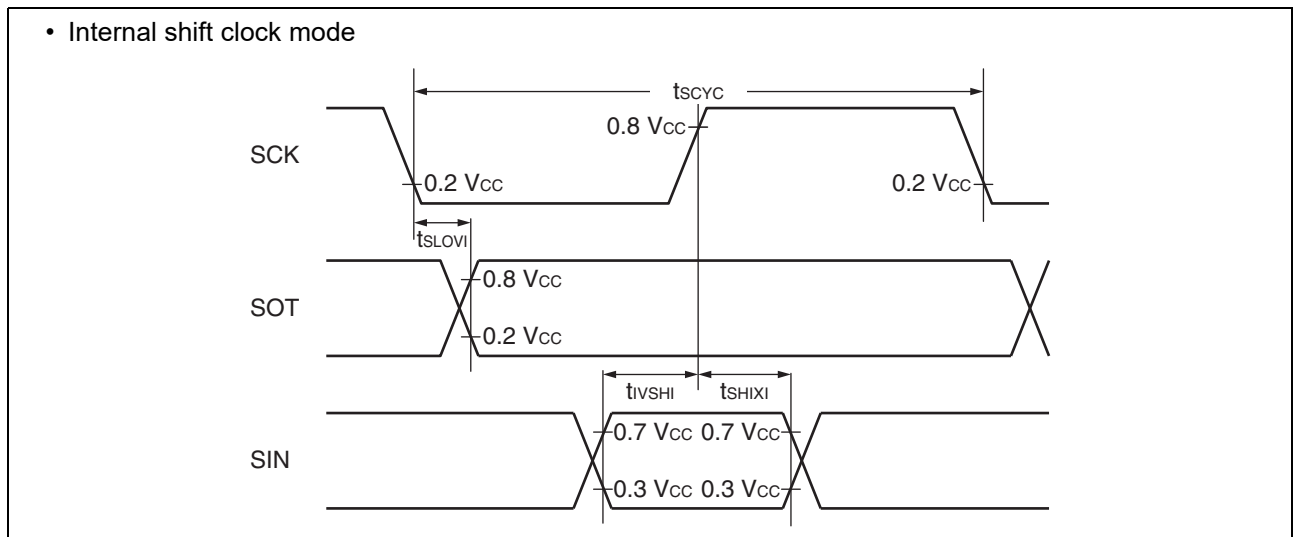 • Internal shift clock mode
tSCYC
0.8 VCC
SCK
0.2 VCC
0.2 VCC
tSLOVI
0.8 VCC
SOT
0.2 VCC
tIVSHI tSHIXI
0.7 VCC 0.7 VCC
SIN
0.3 VCC 0.3 VCC